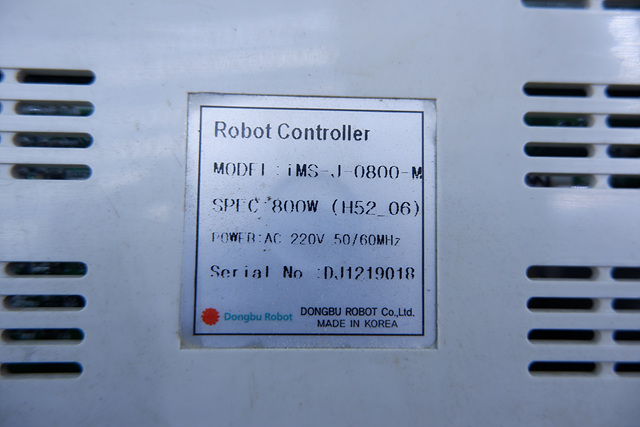 Robot Controller
MODEL : iMS-J-0800-M
SPEC : 800W (H52_06)
POWER:AC 220V 50/60MHz
Serial No :DJ1219018
Dongbu Robot
DONGBU ROBOT Co.,Ltd.
MADE IN KOREA